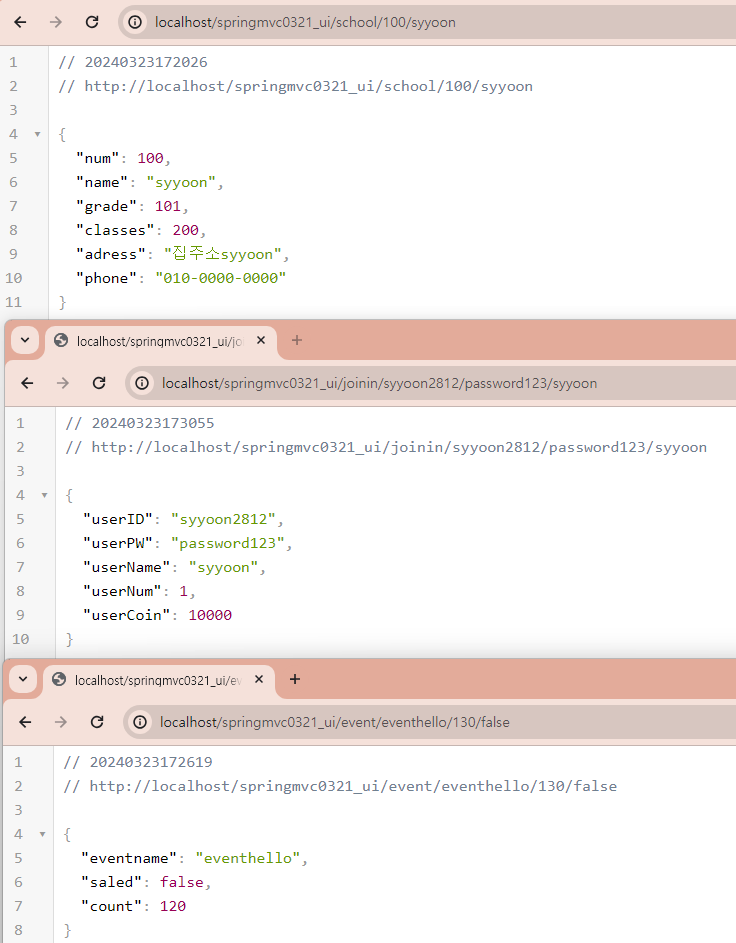 localhost/springmvc0321_ui/school/100/syyoon
1 // 20240323172026
2 // http://localhost/springmvc0321_ui/school/100/syyoon
3
4 {
5 "num": 100,
6 "name": "syyoon",
7 "grade": 101,
8 "classes": 200,
9 "adress": "집주소syyoon",
10 "phone": "010-0000-0000"
11 }
localhost/springmvc0321_ui/joi
localhost/springmvc0321_ui/joinin/syyoon2812/password123/syyoon
1 // 20240323173055
2 // http://localhost/springmvc0321_ui/joinin/syyoon2812/password123/syyoon
3
4 {
5 "userID": "syyoon2812",
6 "userPW": "password123",
7 "userName": "syyoon",
8 "userNum": 1,
9 "userCoin": 10000
10 }
localhost/springmvc0321_ui/ev
localhost/springmvc0321_ui/event/eventhello/130/false
1 // 20240323172619
2 // http://localhost/springmvc0321_ui/event/eventhello/130/false
3
4 {
5 "eventname": "eventhello",
6 "saled": false,
7 "count": 120
8 }